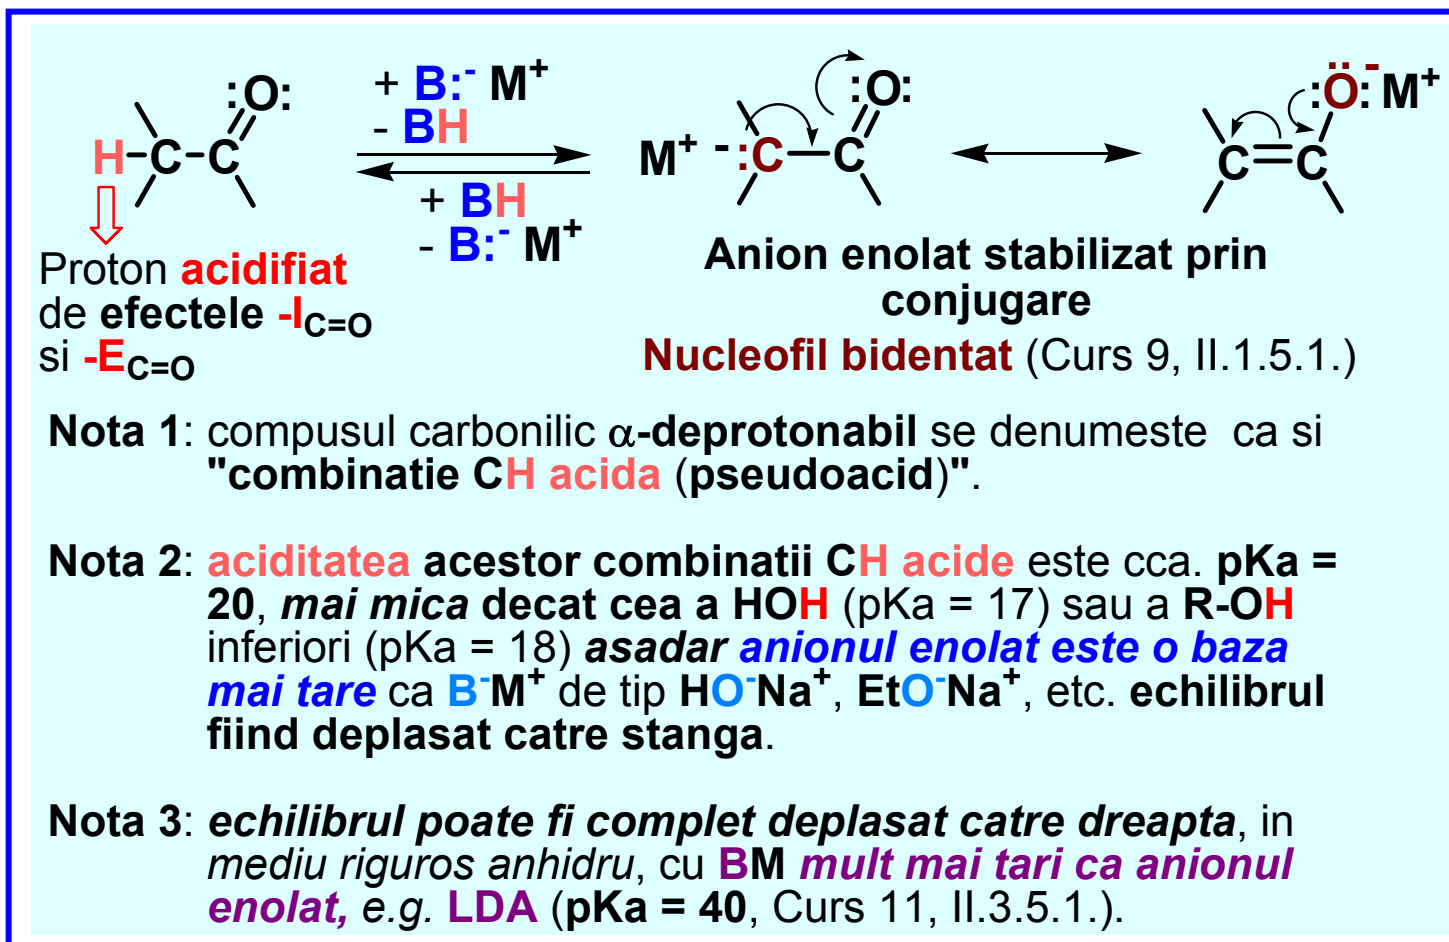 H-C-C :O:
+ B:⁻ M⁺
- BH
+ BH
- B:⁻ M⁺
M⁺ ⁻:C-C :O:
C=C :Ö:⁻ M⁺
Proton acidifiat
de efectele -I_C=O
si -E_C=O
Anion enolat stabilizat prin
conjugare
Nucleofil bidentat (Curs 9, II.1.5.1.)
Nota 1: compusul carbonilic α-deprotonabil se denumeste ca si
"combinatie CH acida (pseudoacid)".
Nota 2: aciditatea acestor combinatii CH acide este cca. pKa =
20, mai mica decat cea a HOH (pKa = 17) sau a R-OH
inferiori (pKa = 18) asadar anionul enolat este o baza
mai tare ca B⁻M⁺ de tip HO⁻Na⁺, EtO⁻Na⁺, etc. echilibrul
fiind deplasat catre stanga.
Nota 3: echilibrul poate fi complet deplasat catre dreapta, in
mediu riguros anhidru, cu BM mult mai tari ca anionul
enolat, e.g. LDA (pKa = 40, Curs 11, II.3.5.1.).